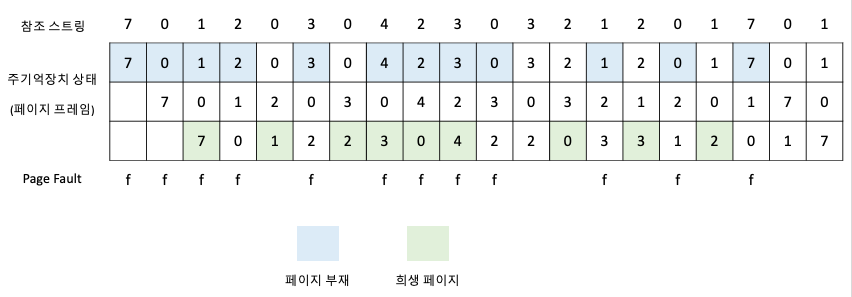 참조 스트링 7 0 1 2 0 3 0 4 2 3 0 3 2 1 2 0 1 7 0 1
7 0 1 2 0 3 0 4 2 3 0 3 2 1 2 0 1 7 0 1
주기억장치 상태
(페이지 프레임) 7 0 1 2 0 3 0 4 2 3 0 3 2 1 2 0 1 7 0
7 0 1 2 2 3 0 4 2 2 0 3 3 1 2 0 1 7
Page Fault f f f f f f f f f f f f
페이지 부재 희생 페이지